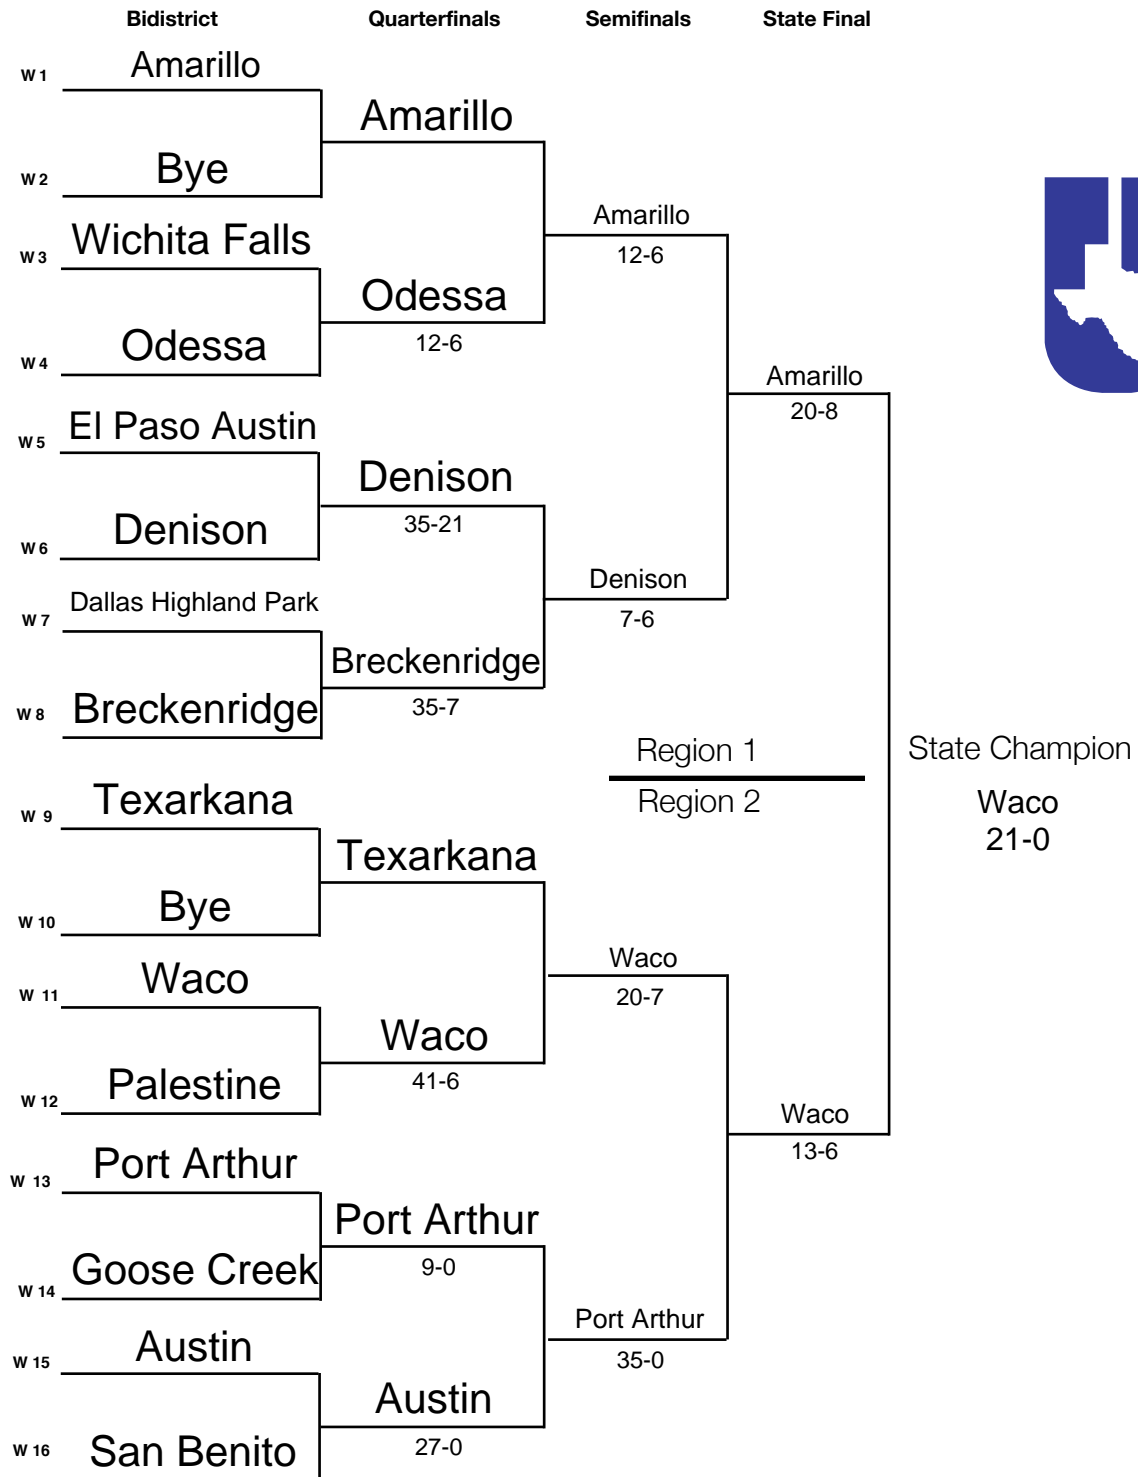 Bidistrict Quarterfinals Semifinals State Final
W 1 Amarillo
Amarillo
W 2 Bye
Amarillo
12-6
W 3 Wichita Falls
Odessa
12-6
W 4 Odessa
Amarillo
20-8
W 5 El Paso Austin
Denison
35-21
W 6 Denison
Denison
7-6
W 7 Dallas Highland Park
Breckenridge
35-7
W 8 Breckenridge
Region 1
Region 2
State Champion
Waco
21-0
W 9 Texarkana
Texarkana
W 10 Bye
Waco
20-7
W 11 Waco
Waco
41-6
W 12 Palestine
Waco
13-6
W 13 Port Arthur
Port Arthur
9-0
W 14 Goose Creek
Port Arthur
35-0
W 15 Austin
Austin
27-0
W 16 San Benito